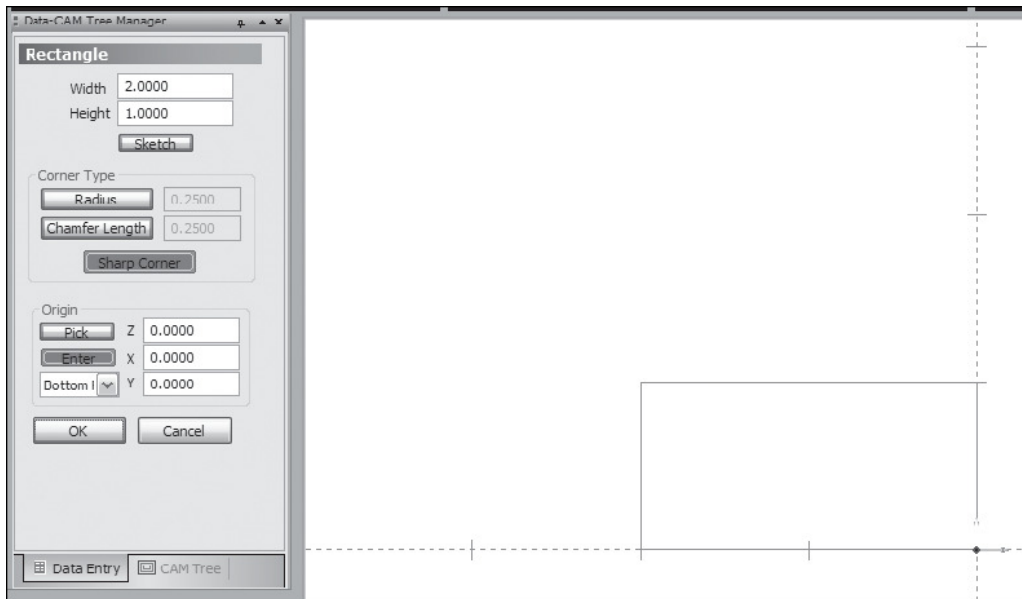 Data-CAM Tree Manager
Rectangle
Width 2.0000
Height 1.0000
Sketch
Corner Type
Radius 0.2500
Chamfer Length 0.2500
Sharp Corner
Origin
Pick Z 0.0000
Enter X 0.0000
Bottom Y 0.0000
OK Cancel
Data Entry CAM Tree